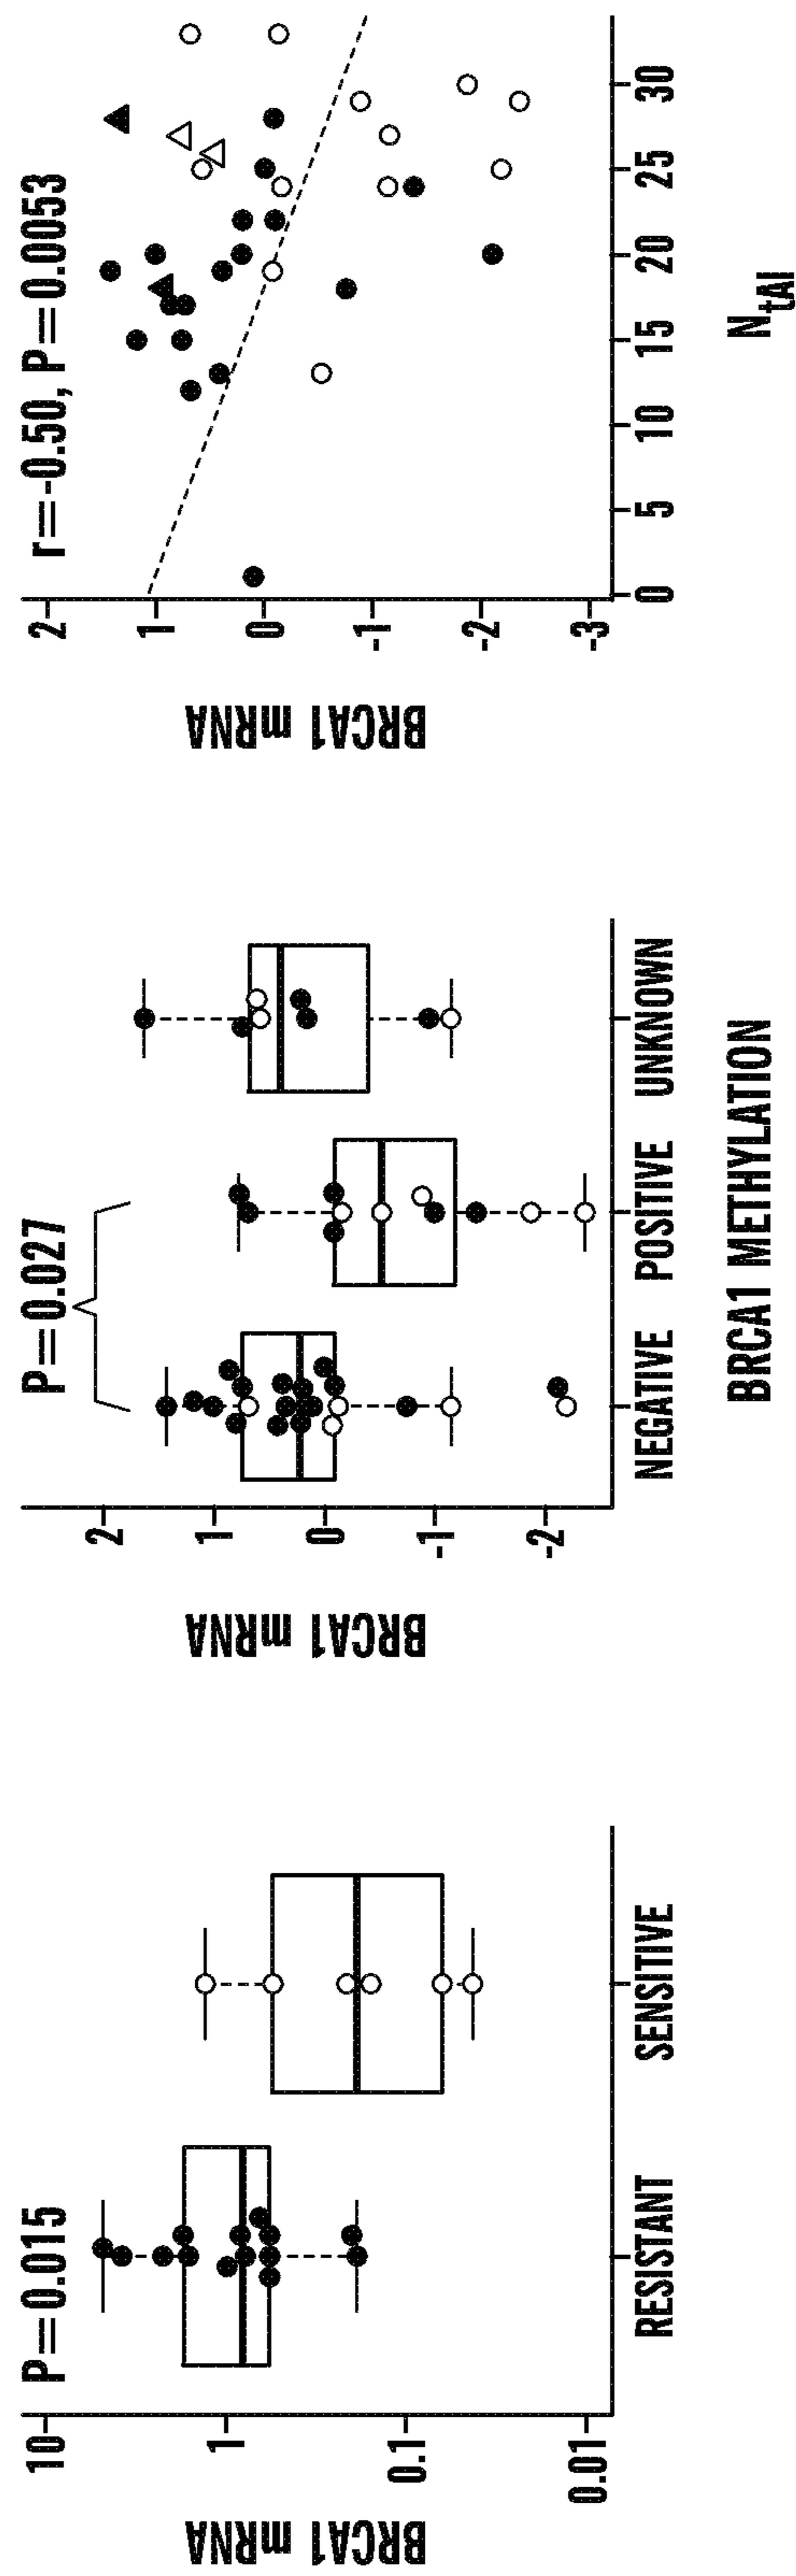 P=0.015
BRCA1 mRNA
10
1
0.1
0.01
RESISTANT
SENSITIVE
P=0.027
BRCA1 mRNA
2
1
0
-1
-2
NEGATIVE
POSITIVE
UNKNOWN
BRCA1 METHYLATION
r=-0.50, P=0.0053
BRCA1 mRNA
2
1
0
-1
-2
-3
0
5
10
15
20
25
30
NtAI